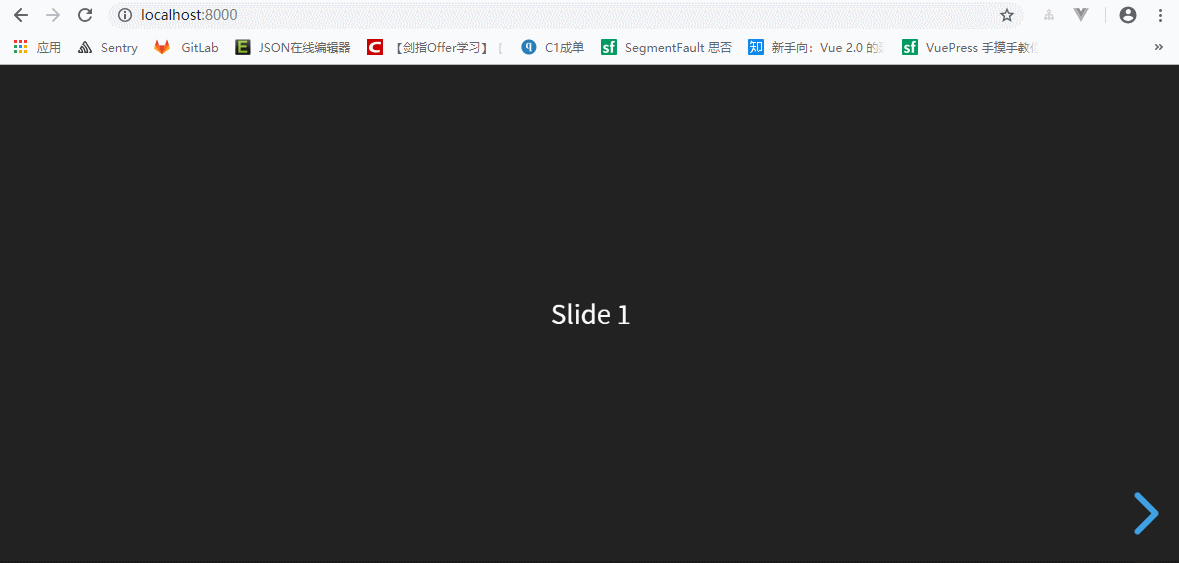 localhost:8000
应用 Sentry GitLab JSON在线编辑器 【剑指Offer学习】 C1成单 SegmentFault 思否 新手向：Vue 2.0 的 VuePress 手摸手教
Slide 1